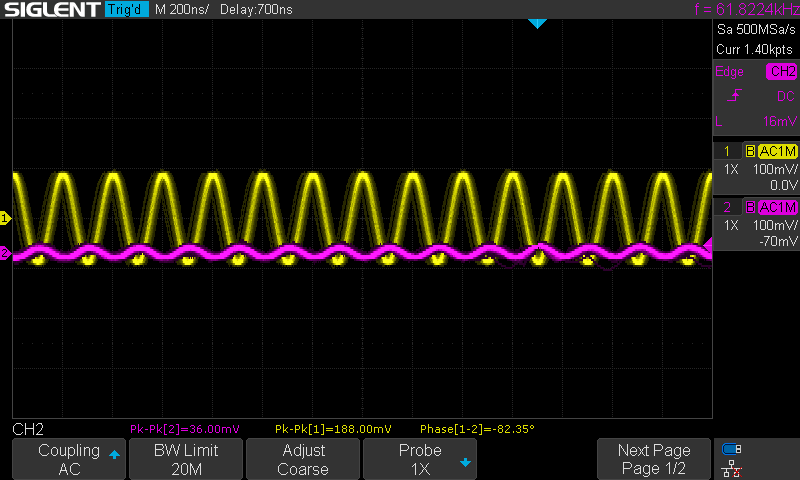 SIGLENT Trig'd M 200ns/ Delay:700ns f = 61.8224kHz
Sa 500MSa/s
Curr 1.40kpts
Edge CH2
DC
L 16mV
1 B AC1M
1X 100mV/
0.0V
2 B AC1M
1X 100mV/
-70mV
1
2
CH2 Pk-Pk[2]=36.00mV Pk-Pk[1]=188.00mV Phase[1-2]=-82.35°
Coupling
AC
BW Limit
20M
Adjust
Coarse
Probe
1X
Next Page
Page 1/2